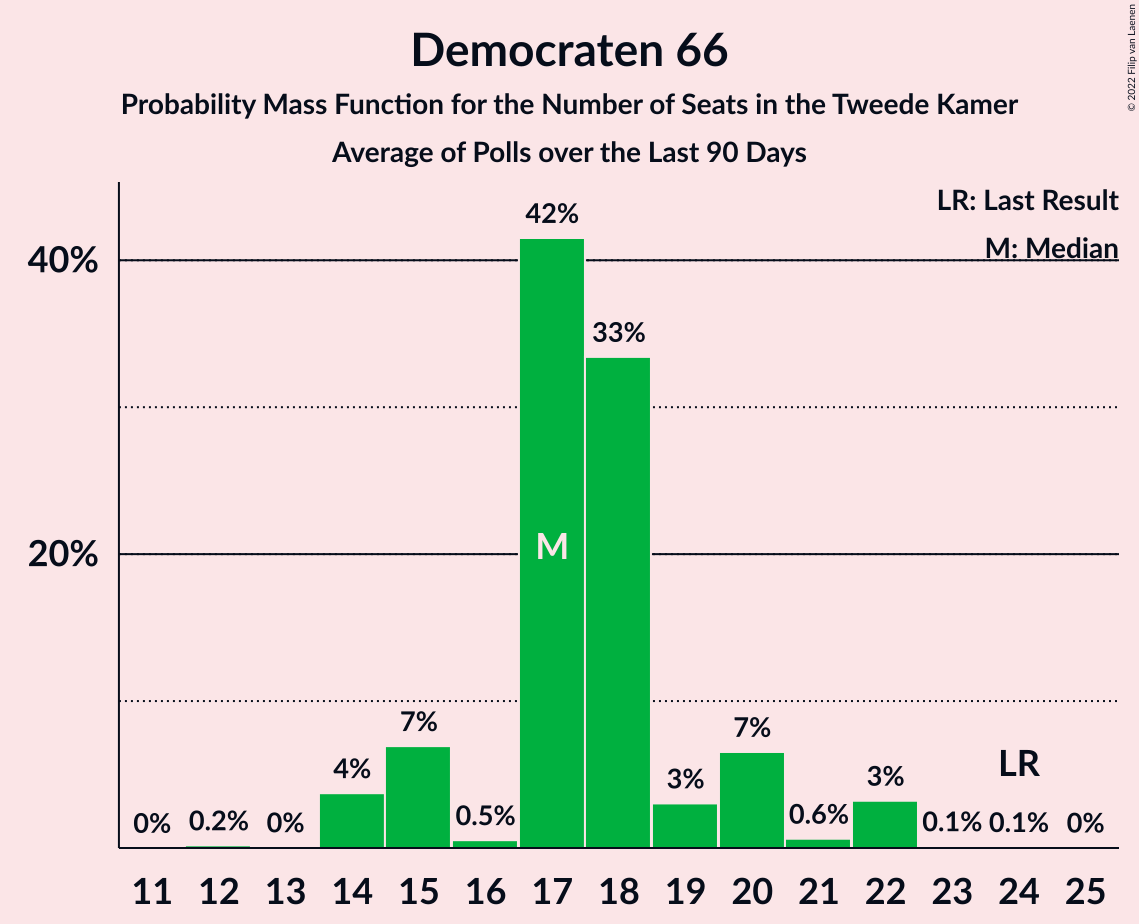 Democraten 66
Probability Mass Function for the Number of Seats in the Tweede Kamer
Average of Polls over the Last 90 Days
© 2022 Filip van Laenen
LR: Last Result
M: Median
40%
20%
0%
0.2%
0%
4%
7%
0.5%
42%
33%
3%
7%
0.6%
3%
0.1%
0.1%
0%
M
LR
11 12 13 14 15 16 17 18 19 20 21 22 23 24 25